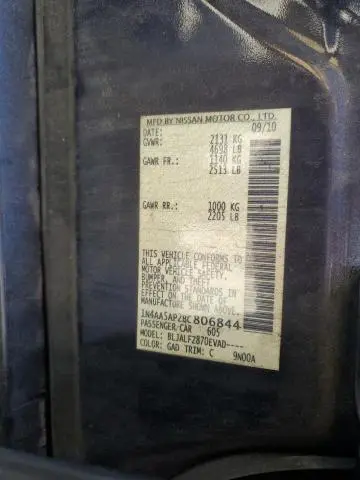 MFD BY NISSAN MOTOR CO., LTD.
DATE: 09/10
GVWR: 2131 KG
4698 LB
GAWR FR.: 1140 KG
2513 LB
GAWR RR.: 1000 KG
2205 LB
THIS VEHICLE CONFORMS TO
ALL APPLICABLE FEDERAL
MOTOR VEHICLE SAFETY,
BUMPER, AND THEFT
PREVENTION STANDARDS IN
EFFECT ON THE DATE OF
MANUFACTURE SHOWN ABOVE.
1N4AA5AP2BC806844
PASSENGER CAR 605
BLJALFZ870EVAD----
COLOR: GAD TRIM: C 9N00A